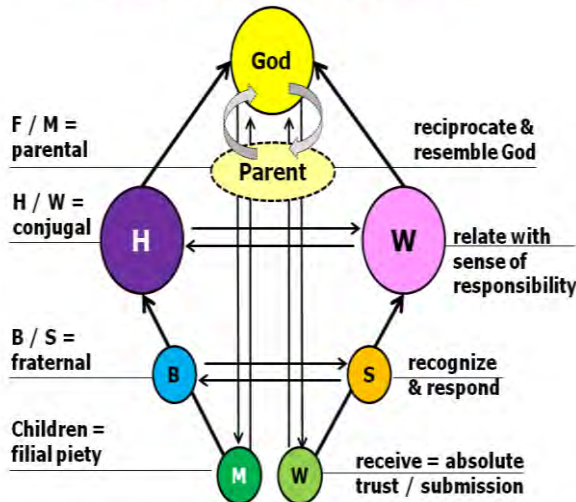 God
F / M =
parental
reciprocate &
resemble God
Parent
H / W =
conjugal
H
W
relate with
sense of
responsibility
B / S =
fraternal
B
S
recognize
& respond
Children =
filial piety
M
W
receive = absolute
trust / submission